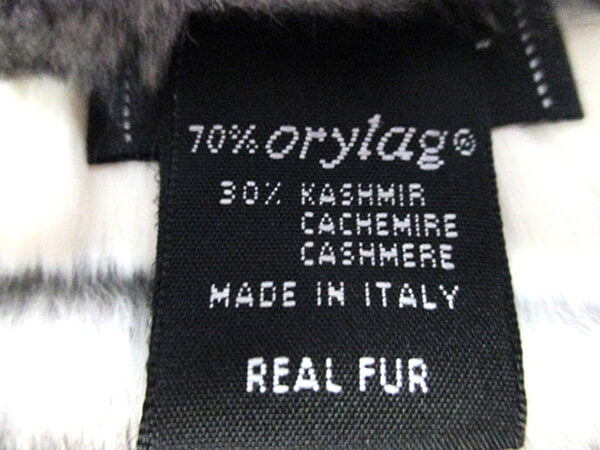 70% orylag®
30% KASHMIR
CACHEMIRE
CASHMERE
MADE IN ITALY
REAL FUR